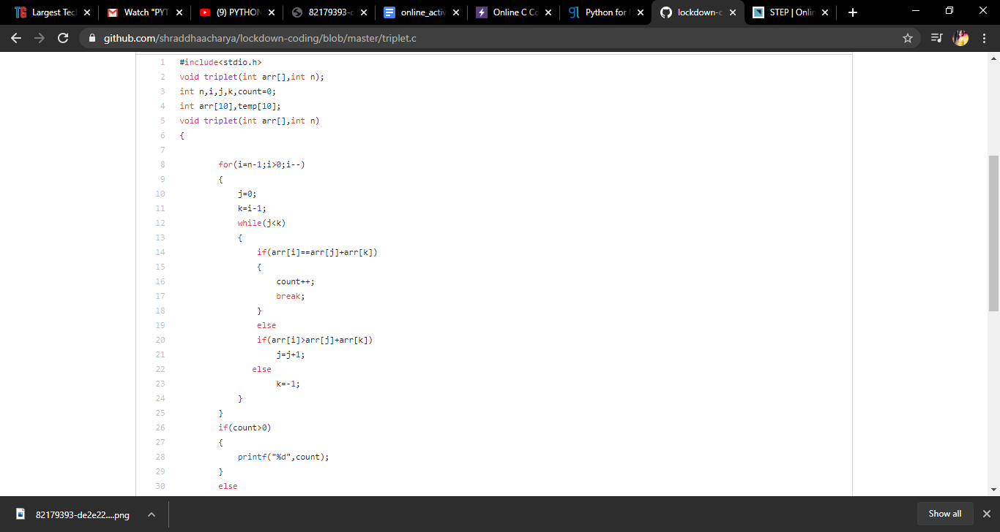 Largest Tec
Watch "PYT
(9) PYTHON
82179393-d
online_activ
Online C Co
Python for
lockdown-c
STEP | Onlin
github.com/shraddhaacharya/lockdown-coding/blob/master/triplet.c
1 #include<stdio.h>
2 void triplet(int arr[],int n);
3 int n,i,j,k,count=0;
4 int arr[10],temp[10];
5 void triplet(int arr[],int n)
6 {
7
8 for(i=n-1;i>0;i--)
9 {
10 j=0;
11 k=i-1;
12 while(j<k)
13 {
14 if(arr[i]==arr[j]+arr[k])
15 {
16 count++;
17 break;
18 }
19 else
20 if(arr[i]>arr[j]+arr[k])
21 j=j+1;
22 else
23 k=-1;
24 }
25 }
26 if(count>0)
27 {
28 printf("%d",count);
29 }
30 else
82179393-de2e22....png
Show all